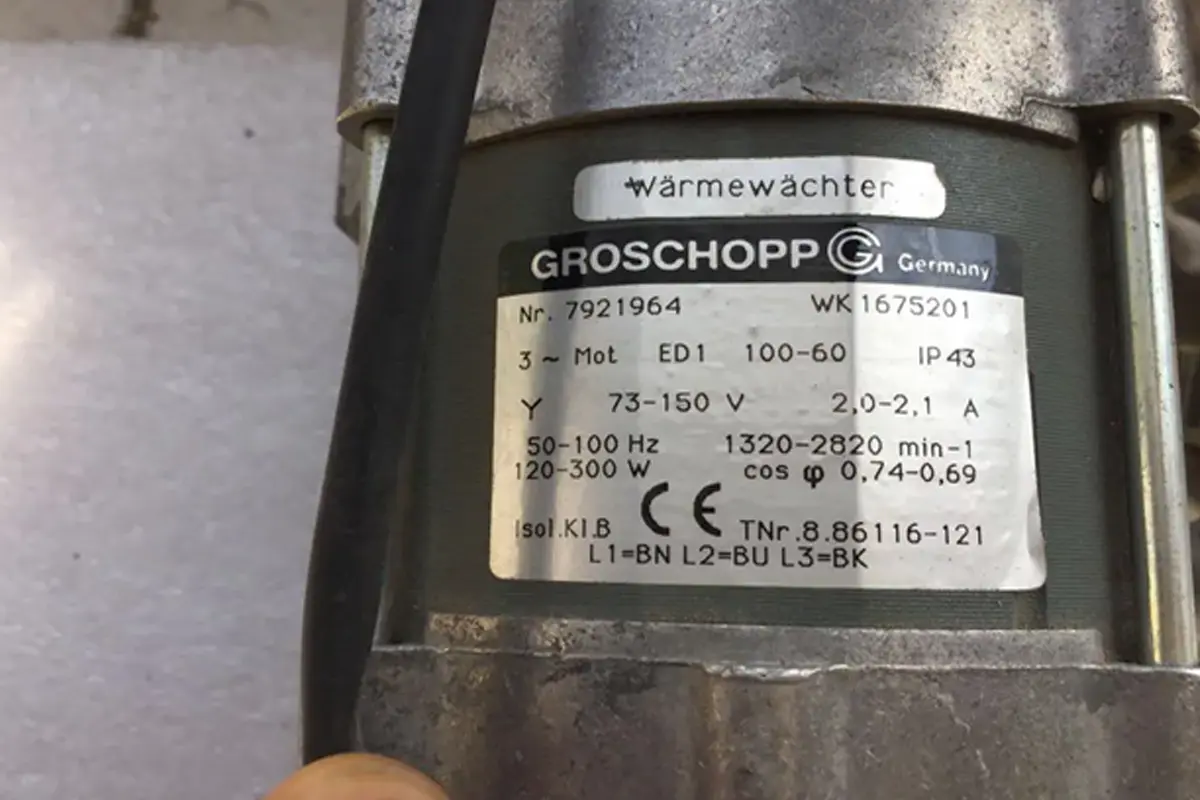 Wärmewächter
GROSCHOPP G Germany
Nr. 7921964 WK 1675201
3 ~ Mot ED1 100-60 IP 43
Y 73-150 V 2,0-2,1 A
50-100 Hz 1320-2820 min-1
120-300 W cos φ 0,74-0,69
Isol.Kl.B CE TNr.8.86116-121
L1=BN L2=BU L3=BK